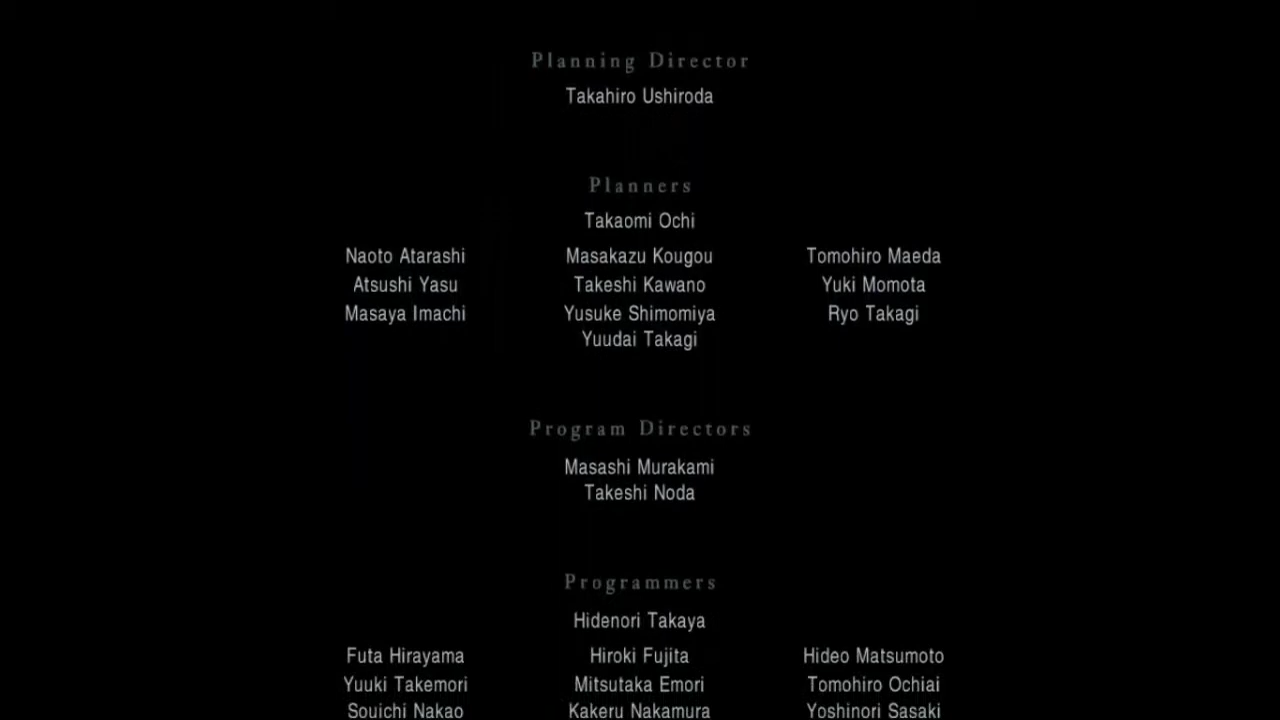 Planning Director
Takahiro Ushiroda
Planners
Takaomi Ochi
Naoto Atarashi Masakazu Kougou Tomohiro Maeda
Atsushi Yasu Takeshi Kawano Yuki Momota
Masaya Imachi Yusuke Shimomiya Ryo Takagi
Yuudai Takagi
Program Directors
Masashi Murakami
Takeshi Noda
Programmers
Hidenori Takaya
Futa Hirayama Hiroki Fujita Hideo Matsumoto
Yuuki Takemori Mitsutaka Emori Tomohiro Ochiai
Souichi Nakao Kakeru Nakamura Yoshinori Sasaki